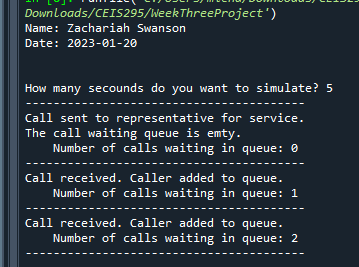 DownLoads/CEIS295/WeekThreeProject')
Name: Zachariah Swanson
Date: 2023-01-20
How many secounds do you want to simulate? 5
----------------------------------------
Call sent to representative for service.
The call waiting queue is emty.
Number of calls waiting in queue: 0
----------------------------------------
Call received. Caller added to queue.
Number of calls waiting in queue: 1
----------------------------------------
Call received. Caller added to queue.
Number of calls waiting in queue: 2
----------------------------------------